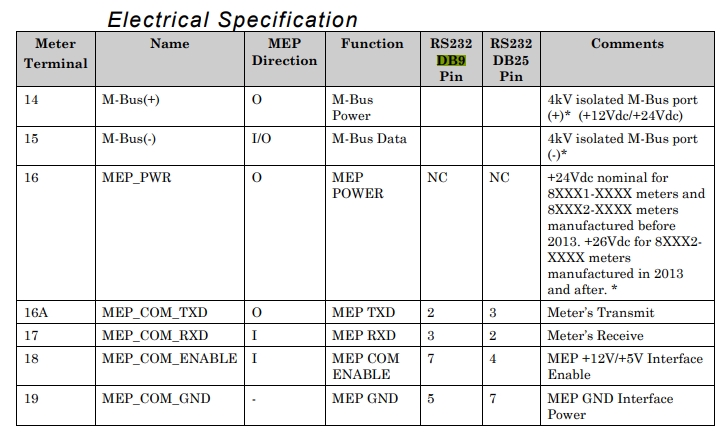 Electrical Specification
Meter Terminal | Name | MEP Direction | Function | RS232 DB9 Pin | RS232 DB25 Pin | Comments
14 | M-Bus(+) | O | M-Bus Power | | | 4kV isolated M-Bus port (+)* (+12Vdc/+24Vdc)
15 | M-Bus(-) | I/O | M-Bus Data | | | 4kV isolated M-Bus port (-)*
16 | MEP_PWR | O | MEP POWER | NC | NC | +24Vdc nominal for 8XXX1-XXXX meters and 8XXX2-XXXX meters manufactured before 2013. +26Vdc for 8XXX2-XXXX meters manufactured in 2013 and after. *
16A | MEP_COM_TXD | O | MEP TXD | 2 | 3 | Meter's Transmit
17 | MEP_COM_RXD | I | MEP RXD | 3 | 2 | Meter's Receive
18 | MEP_COM_ENABLE | I | MEP COM ENABLE | 7 | 4 | MEP +12V/+5V Interface Enable
19 | MEP_COM_GND | - | MEP GND | 5 | 7 | MEP GND Interface Power